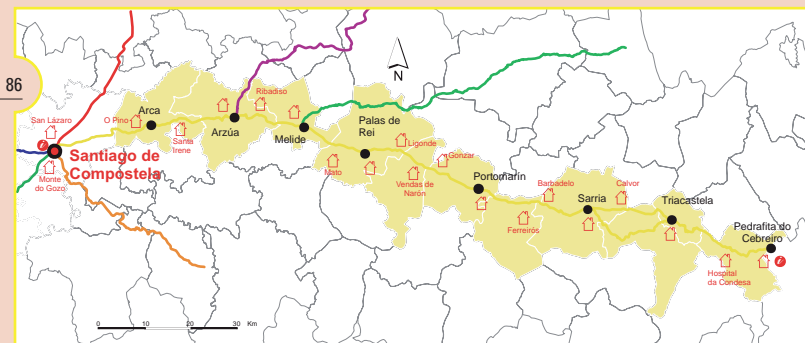 86
N
San Lázaro
O Pino
Arca
Santa
Irene
Ribadiso
Arzúa
Melide
Palas de
Rei
Ligonde
Gonzar
Mato
Vendas de
Narón
Portomarín
Barbadelo
Ferreirós
Sarria
Calvor
Triacastela
Pedrafita do
Cebreiro
Hospital
da Condesa
i
i
Santiago de
Compostela
Monte
do Gozo
0 10 20 30 Km